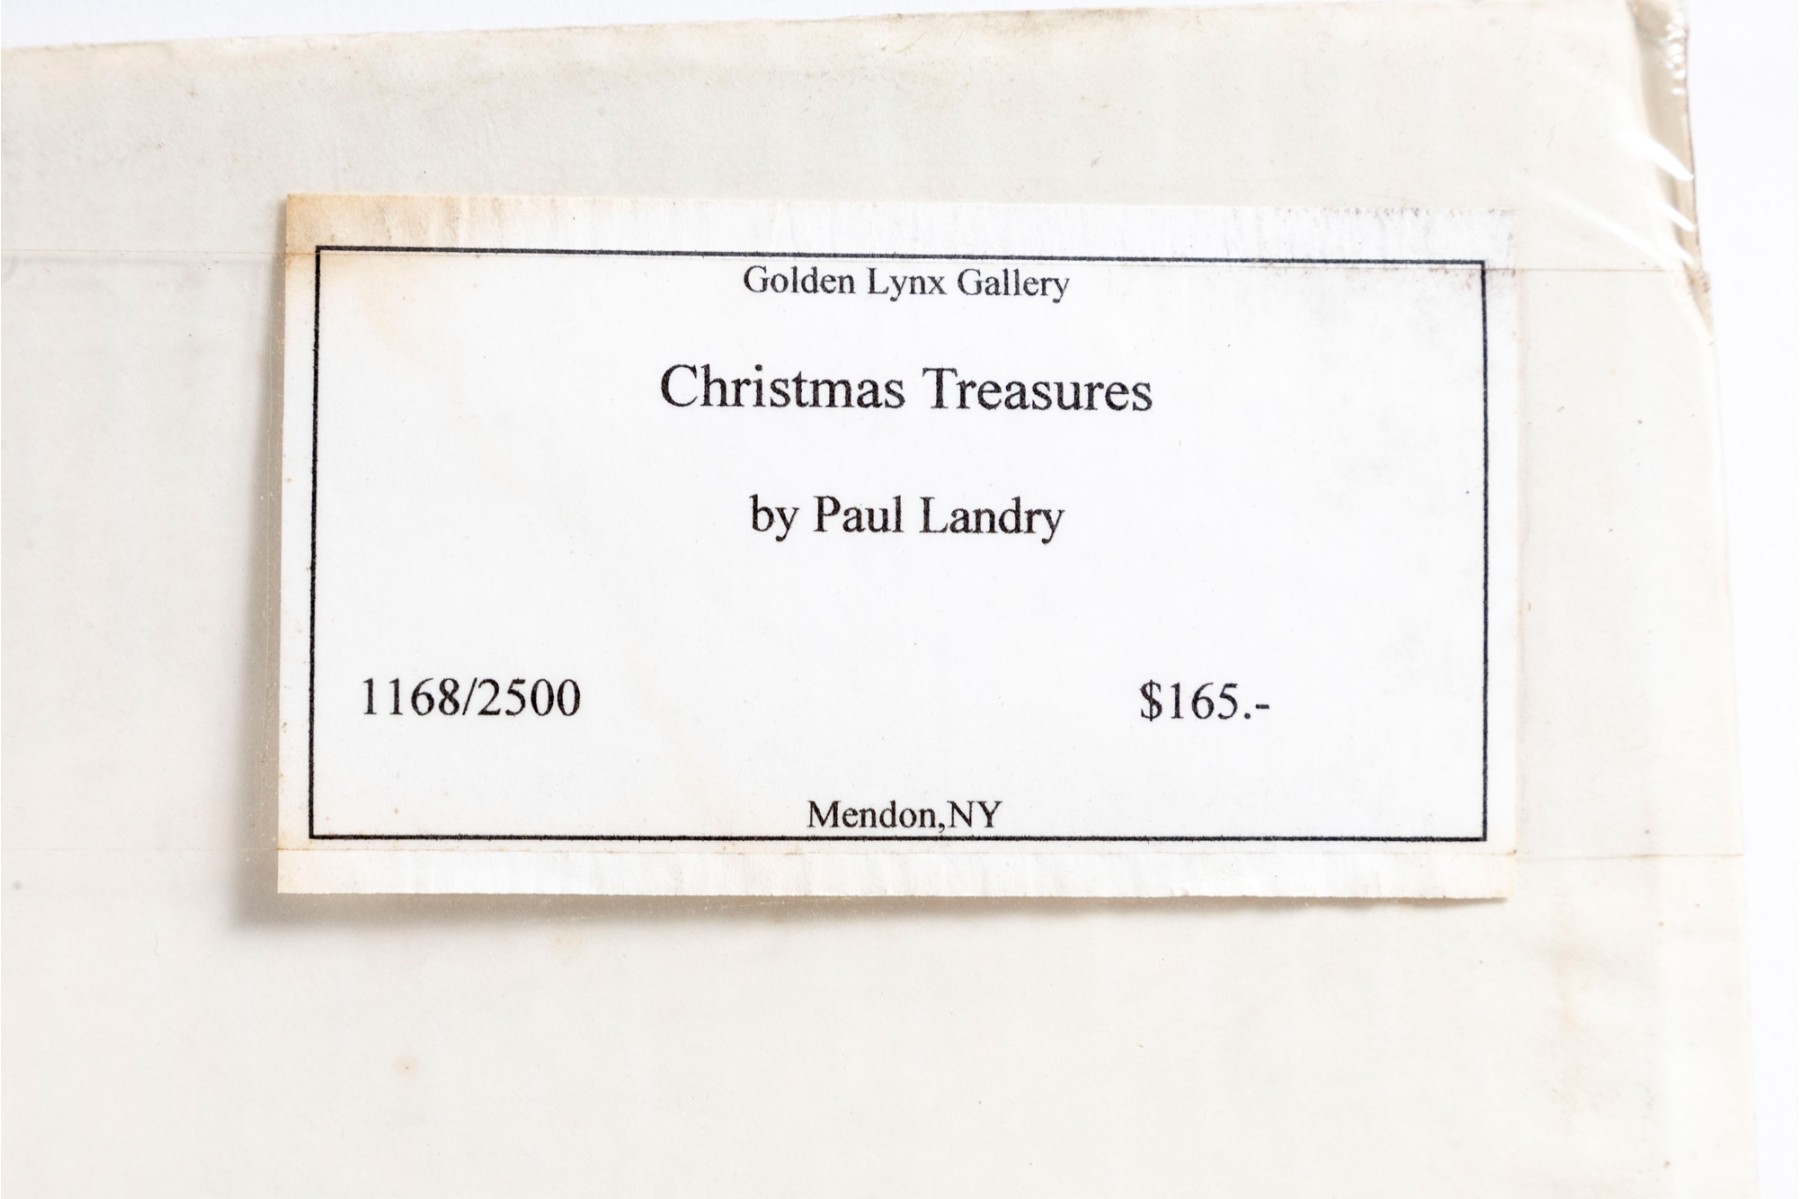 Golden Lynx Gallery
Christmas Treasures
by Paul Landry
1168/2500 $165.-
Mendon,NY